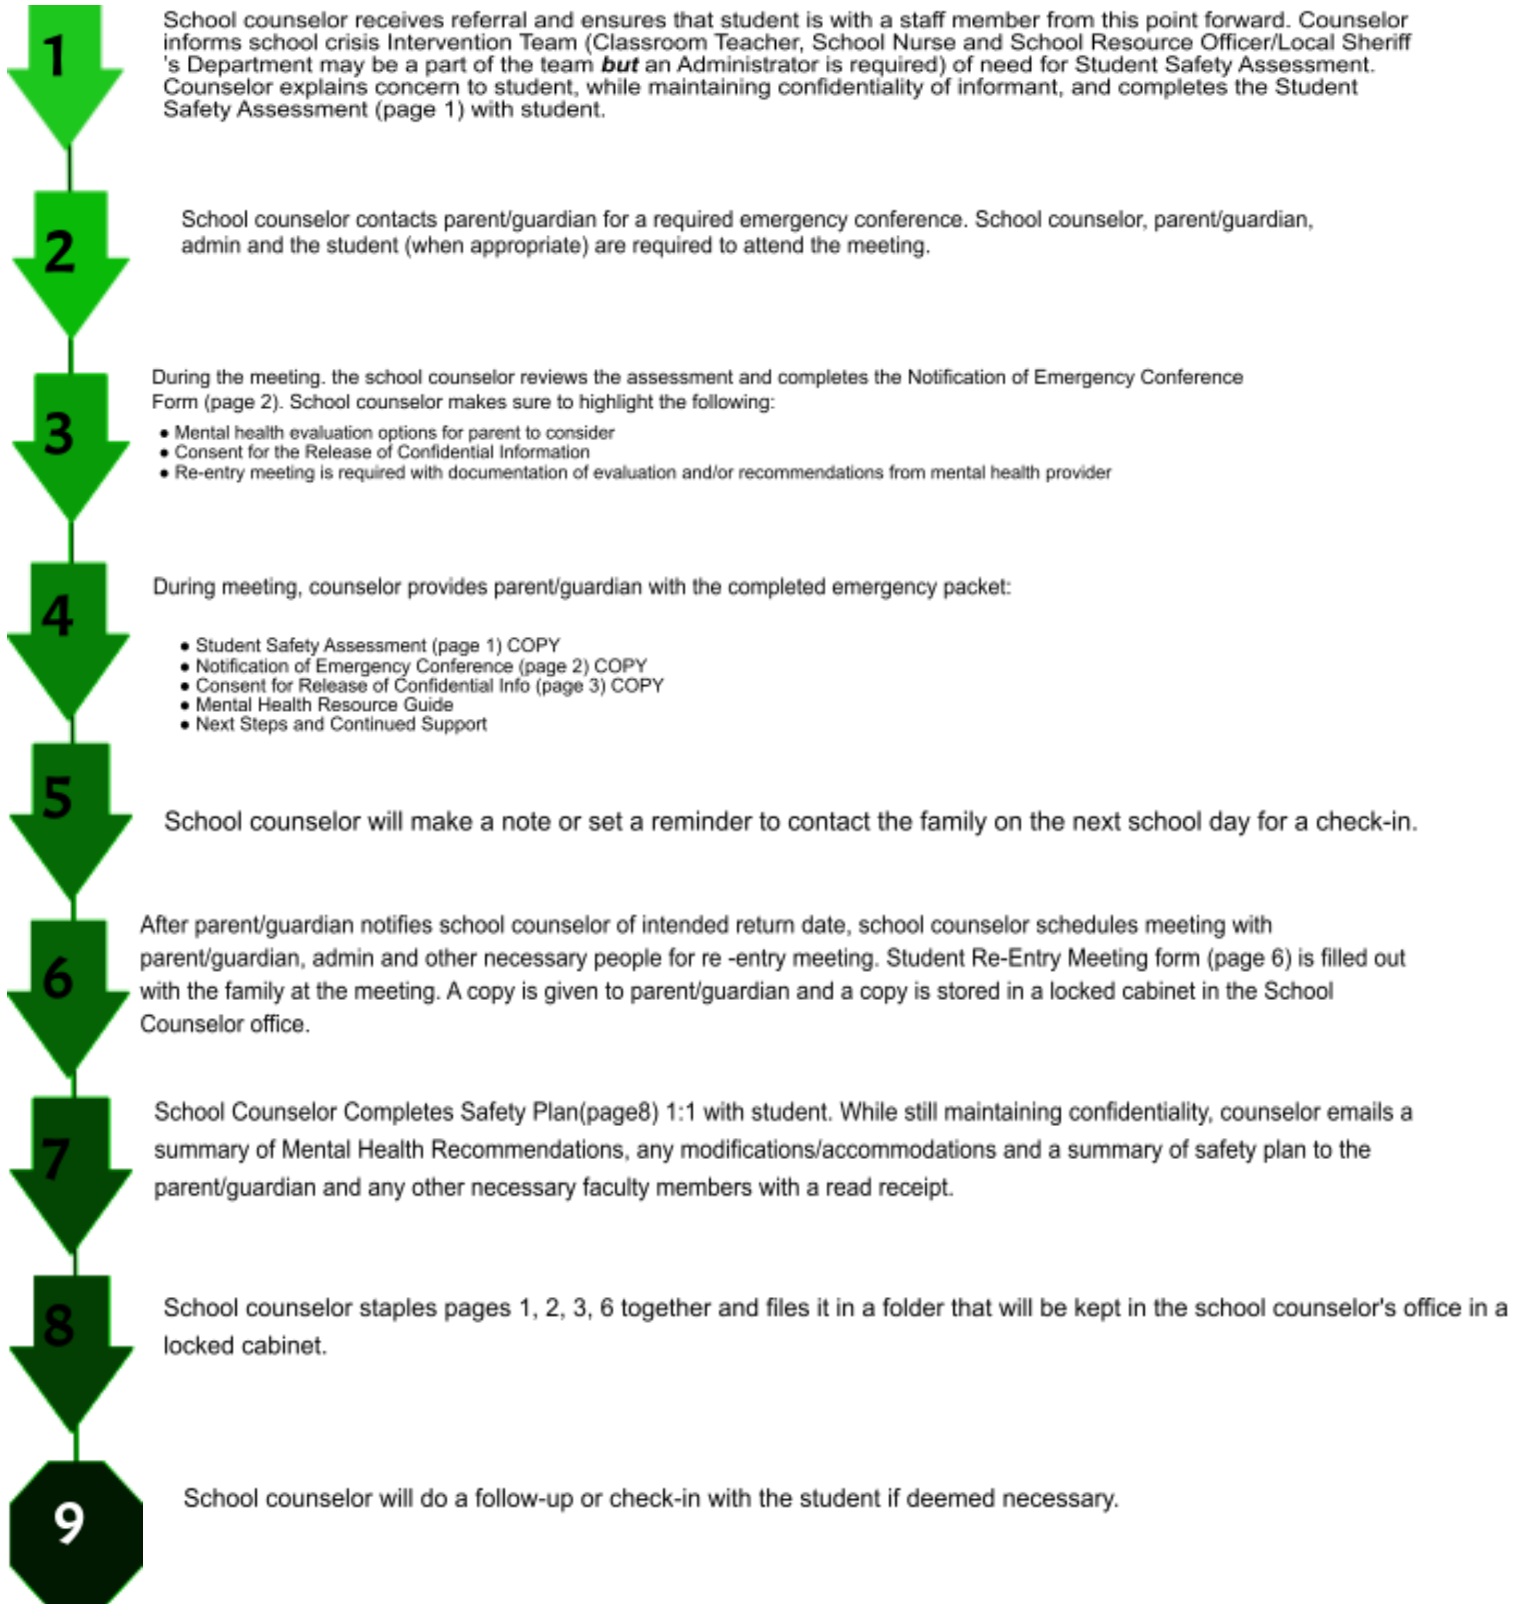 1
School counselor receives referral and ensures that student is with a staff member from this point forward. Counselor
informs school crisis Intervention Team (Classroom Teacher, School Nurse and School Resource Officer/Local Sheriff
's Department may be a part of the team but an Administrator is required) of need for Student Safety Assessment.
Counselor explains concern to student, while maintaining confidentiality of informant, and completes the Student
Safety Assessment (page 1) with student.
2
School counselor contacts parent/guardian for a required emergency conference. School counselor, parent/guardian,
admin and the student (when appropriate) are required to attend the meeting.
3
During the meeting. the school counselor reviews the assessment and completes the Notification of Emergency Conference
Form (page 2). School counselor makes sure to highlight the following:
● Mental health evaluation options for parent to consider
● Consent for the Release of Confidential Information
● Re-entry meeting is required with documentation of evaluation and/or recommendations from mental health provider
4
During meeting, counselor provides parent/guardian with the completed emergency packet:
● Student Safety Assessment (page 1) COPY
● Notification of Emergency Conference (page 2) COPY
● Consent for Release of Confidential Info (page 3) COPY
● Mental Health Resource Guide
● Next Steps and Continued Support
5
School counselor will make a note or set a reminder to contact the family on the next school day for a check-in.
6
After parent/guardian notifies school counselor of intended return date, school counselor schedules meeting with
parent/guardian, admin and other necessary people for re -entry meeting. Student Re-Entry Meeting form (page 6) is filled out
with the family at the meeting. A copy is given to parent/guardian and a copy is stored in a locked cabinet in the School
Counselor office.
7
School Counselor Completes Safety Plan(page8) 1:1 with student. While still maintaining confidentiality, counselor emails a
summary of Mental Health Recommendations, any modifications/accommodations and a summary of safety plan to the
parent/guardian and any other necessary faculty members with a read receipt.
8
School counselor staples pages 1, 2, 3, 6 together and files it in a folder that will be kept in the school counselor's office in a
locked cabinet.
9
School counselor will do a follow-up or check-in with the student if deemed necessary.